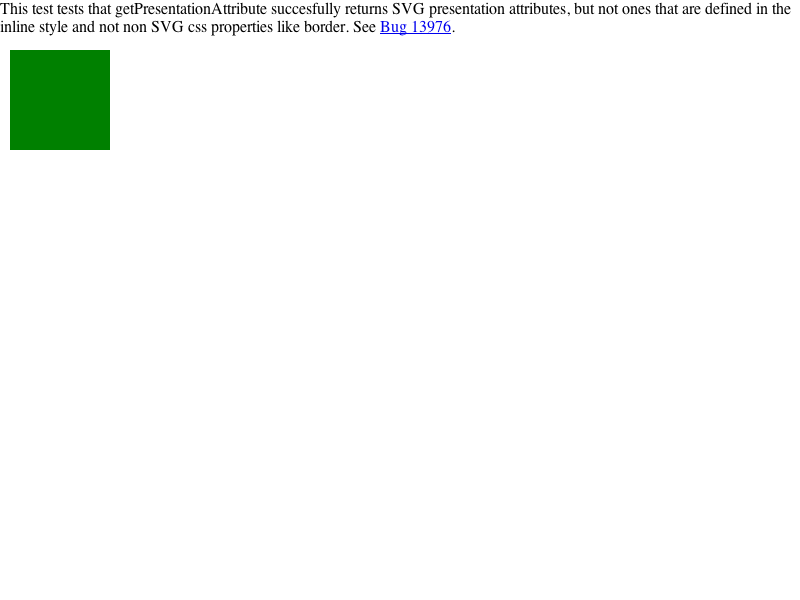 This test tests that getPresentationAttribute succesfully returns SVG presentation attributes, but not ones that are defined in the
inline style and not non SVG css properties like border. See Bug 13976.